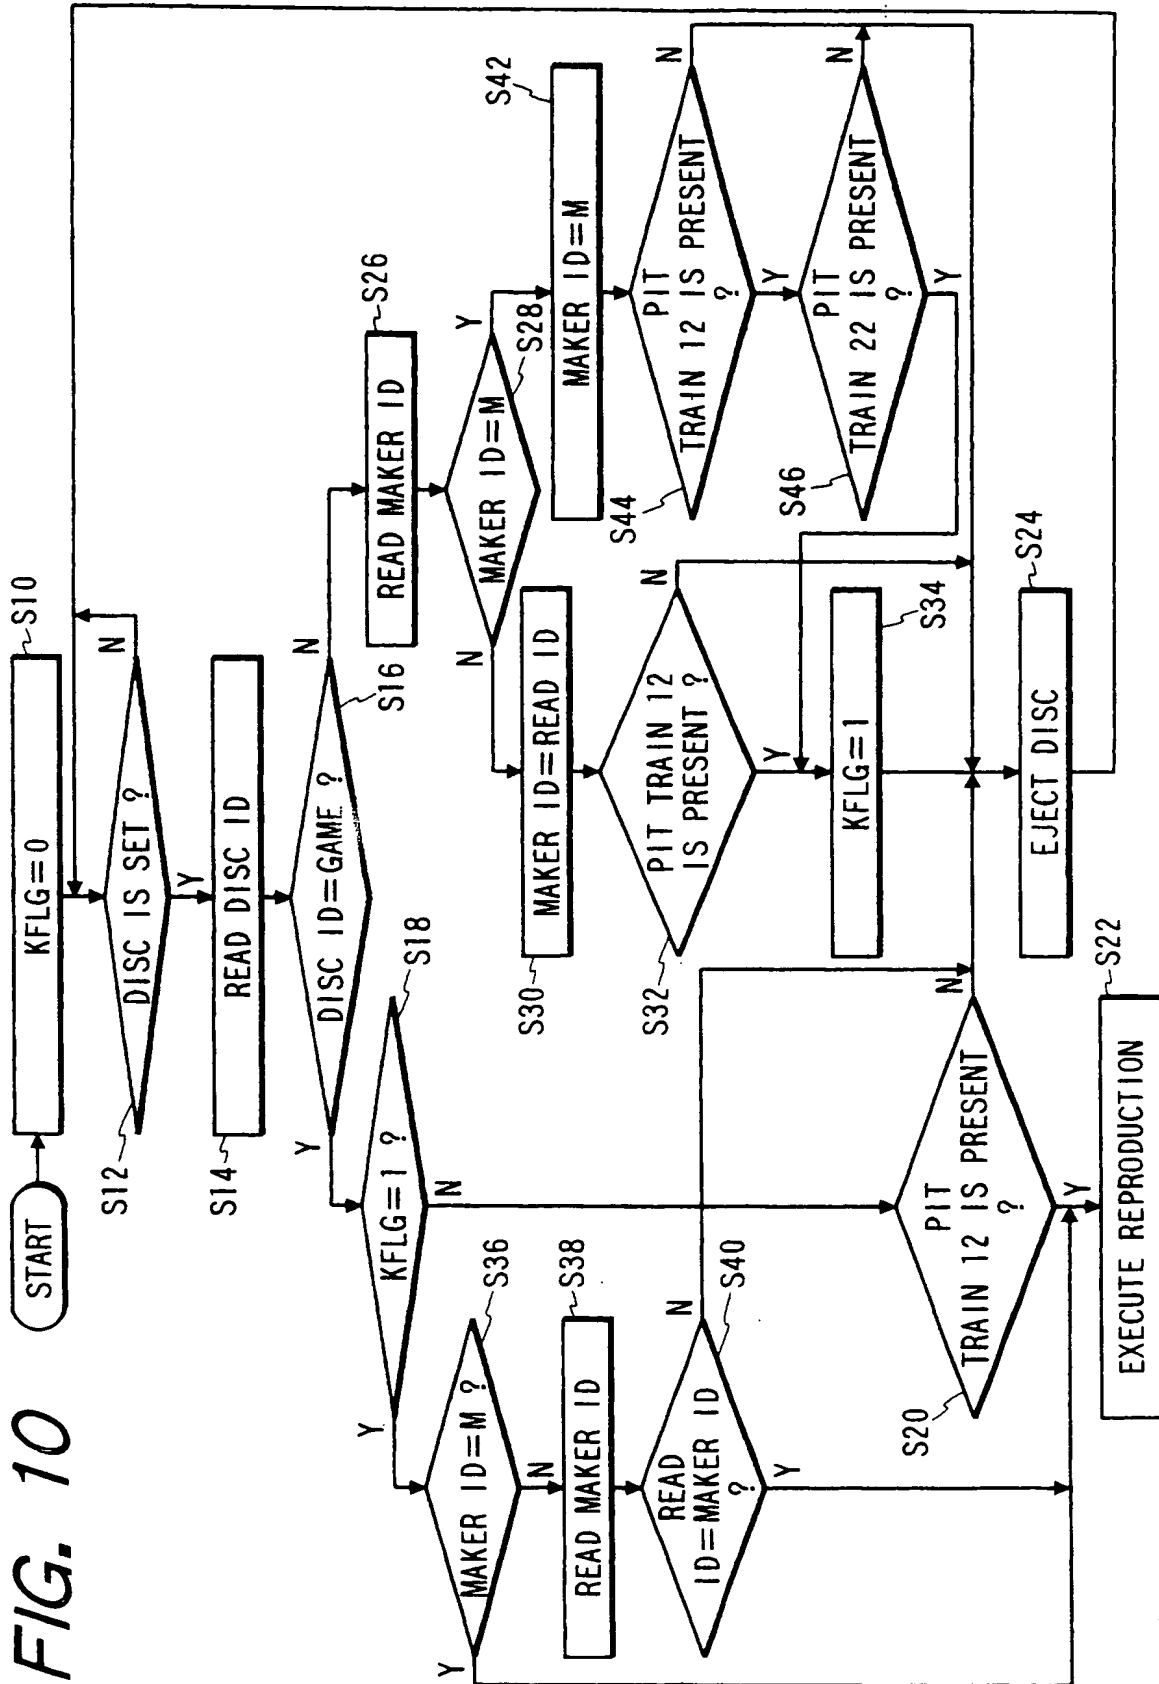 FIG. 10
START
KFLG=0
S10
DISC IS SET ?
S12
N
Y
READ DISC ID
S14
DISC ID=GAME ?
S16
Y
N
KFLG=1 ?
S18
Y
N
MAKER ID=M ?
S36
Y
N
READ MAKER ID
S38
READ
ID=MAKER ID
?
S40
N
Y
PIT
TRAIN 12 IS PRESENT
?
S20
N
Y
EXECUTE REPRODUCTION
S22
READ MAKER ID
S26
MAKER ID=M
S28
N
Y
MAKER ID=READ ID
S30
PIT TRAIN 12
IS PRESENT ?
S32
N
Y
KFLG=1
S34
EJECT DISC
S24
MAKER ID=M
S42
PIT
TRAIN 12 IS PRESENT
?
S44
N
Y
PIT
TRAIN 22 IS PRESENT
?
S46
N
Y